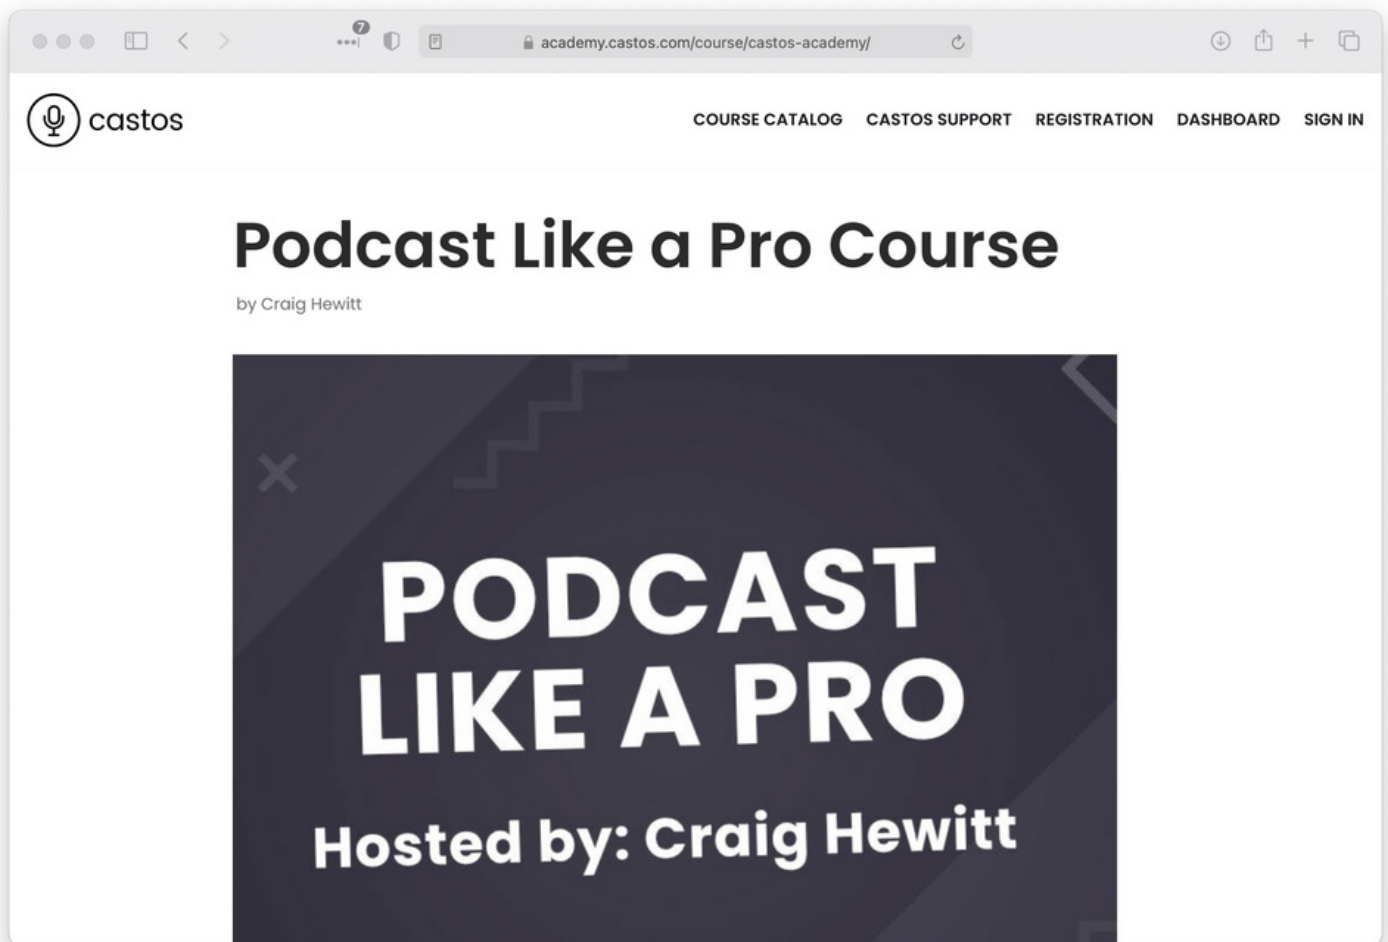 7
academy.castos.com/course/castos-academy/
castos
COURSE CATALOG CASTOS SUPPORT REGISTRATION DASHBOARD SIGN IN
Podcast Like a Pro Course
by Craig Hewitt
PODCAST
LIKE A PRO
Hosted by: Craig Hewitt